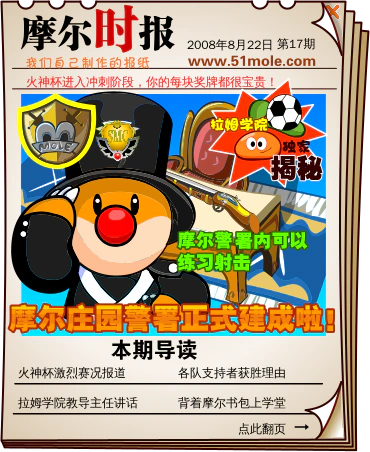 摩尔时报
2008年8月22日 第17期
我们自己制作的报纸
www.51mole.com
火神杯进入冲刺阶段，你的每块奖牌都很宝贵！
MOLE
SMC
拉姆学院
独家
揭秘
摩尔警署内可以
练习射击
摩尔庄园警署正式建成啦！
本期导读
火神杯激烈赛况报道
各队支持者获胜理由
拉姆学院教导主任讲话
背着摩尔书包上学堂
点此翻页 →